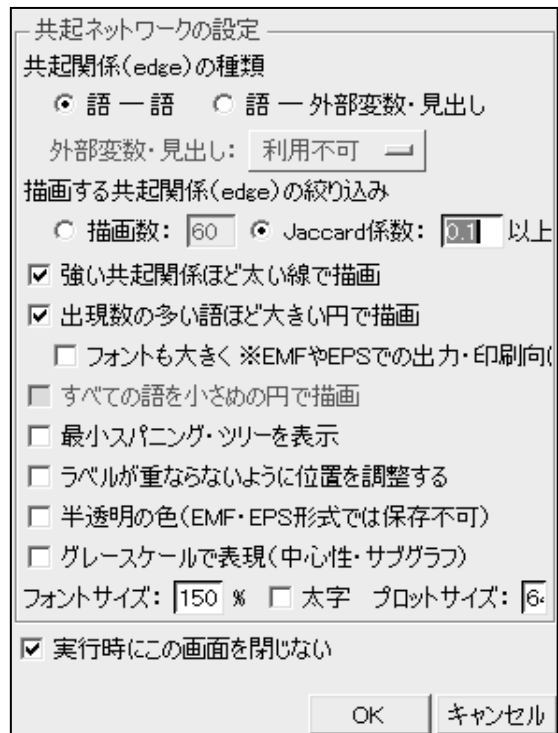 共起ネットワークの設定
共起関係(edge)の種類
語 ― 語 語 ― 外部変数・見出し
外部変数・見出し: 利用不可
描画する共起関係(edge)の絞り込み
描画数: 60 Jaccard係数: 0.1 以上
強い共起関係ほど太い線で描画
出現数の多い語ほど大きい円で描画
フォントも大きく ※EMFやEPSでの出力・印刷向
すべての語を小さめの円で描画
最小スパニング・ツリーを表示
ラベルが重ならないように位置を調整する
半透明の色(EMF・EPS形式では保存不可)
グレースケールで表現(中心性・サブグラフ)
フォントサイズ: 150 % 太字 プロットサイズ: 6
実行時にこの画面を閉じない
OK キャンセル